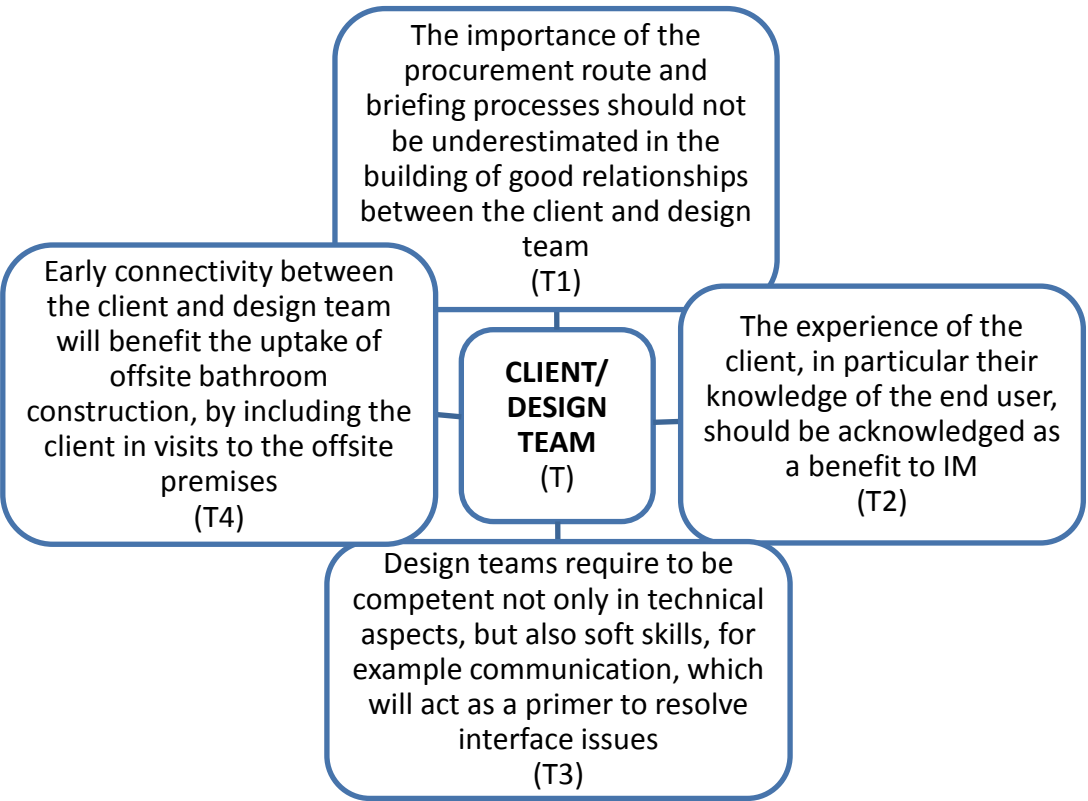 The importance of the
procurement route and
briefing processes should not
be underestimated in the
building of good relationships
between the client and design
team
(T1)
Early connectivity between
the client and design team
will benefit the uptake of
offsite bathroom
construction, by including the
client in visits to the offsite
premises
(T4)
CLIENT/
DESIGN
TEAM
(T)
The experience of the
client, in particular their
knowledge of the end user,
should be acknowledged as
a benefit to IM
(T2)
Design teams require to be
competent not only in technical
aspects, but also soft skills, for
example communication, which
will act as a primer to resolve
interface issues
(T3)